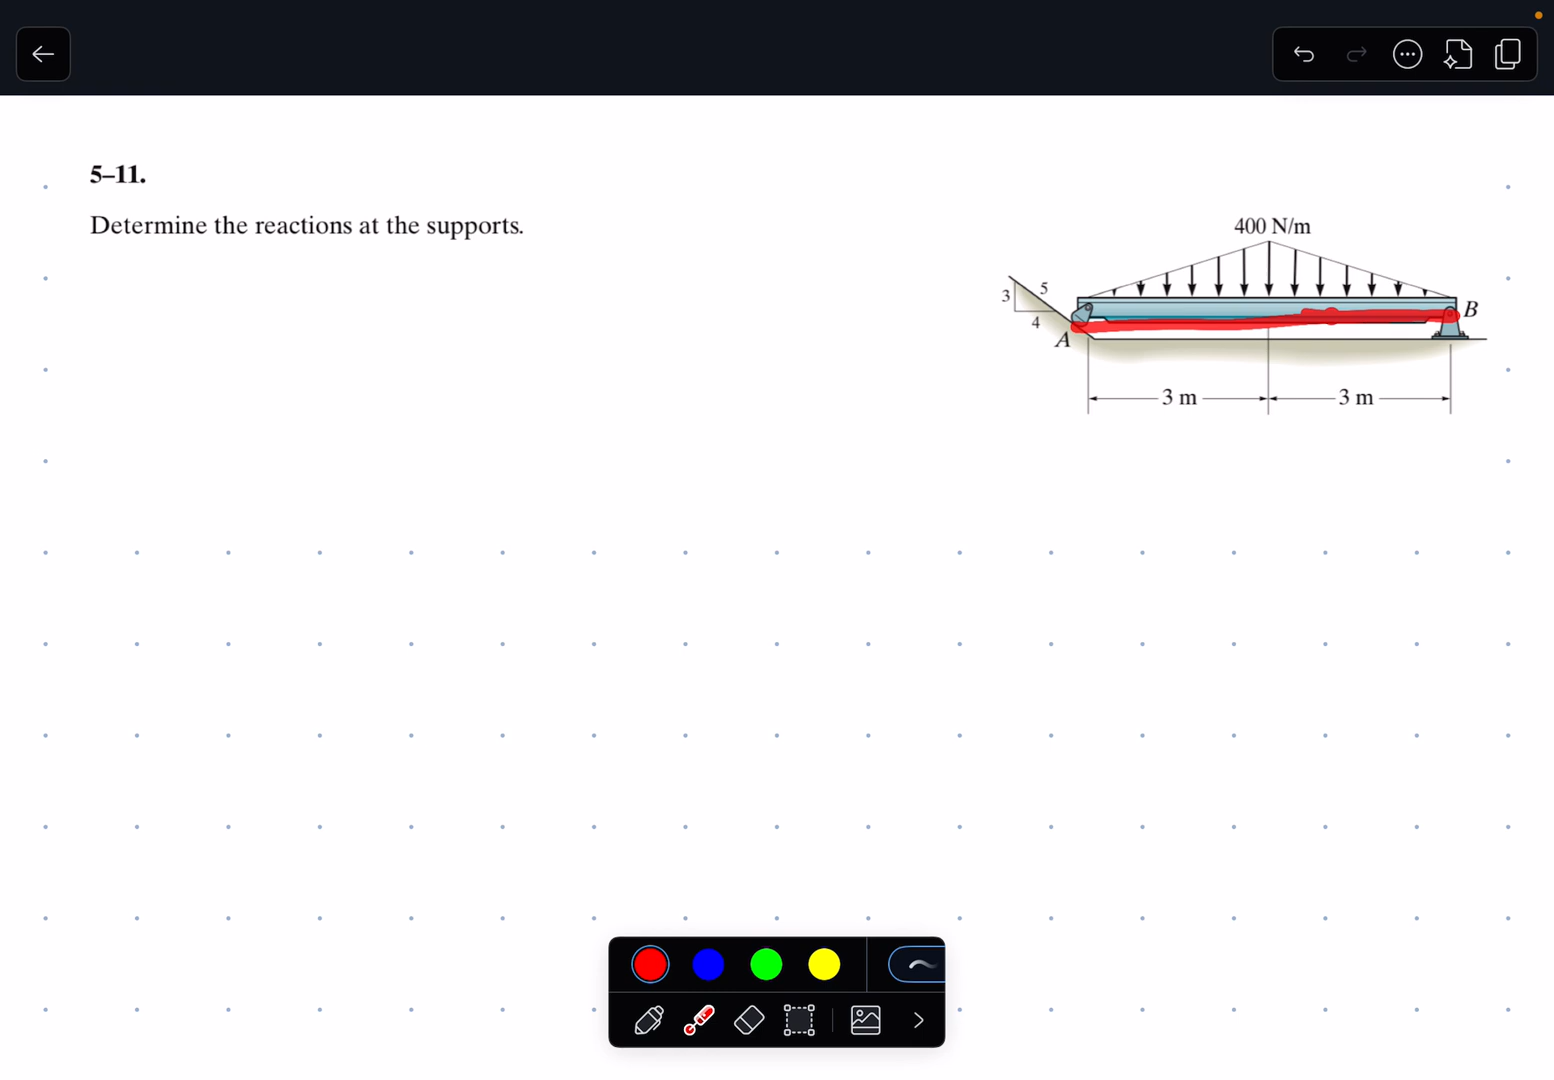 5–11.
Determine the reactions at the supports.
400 N/m
3
5
4
A
B
3 m
3 m